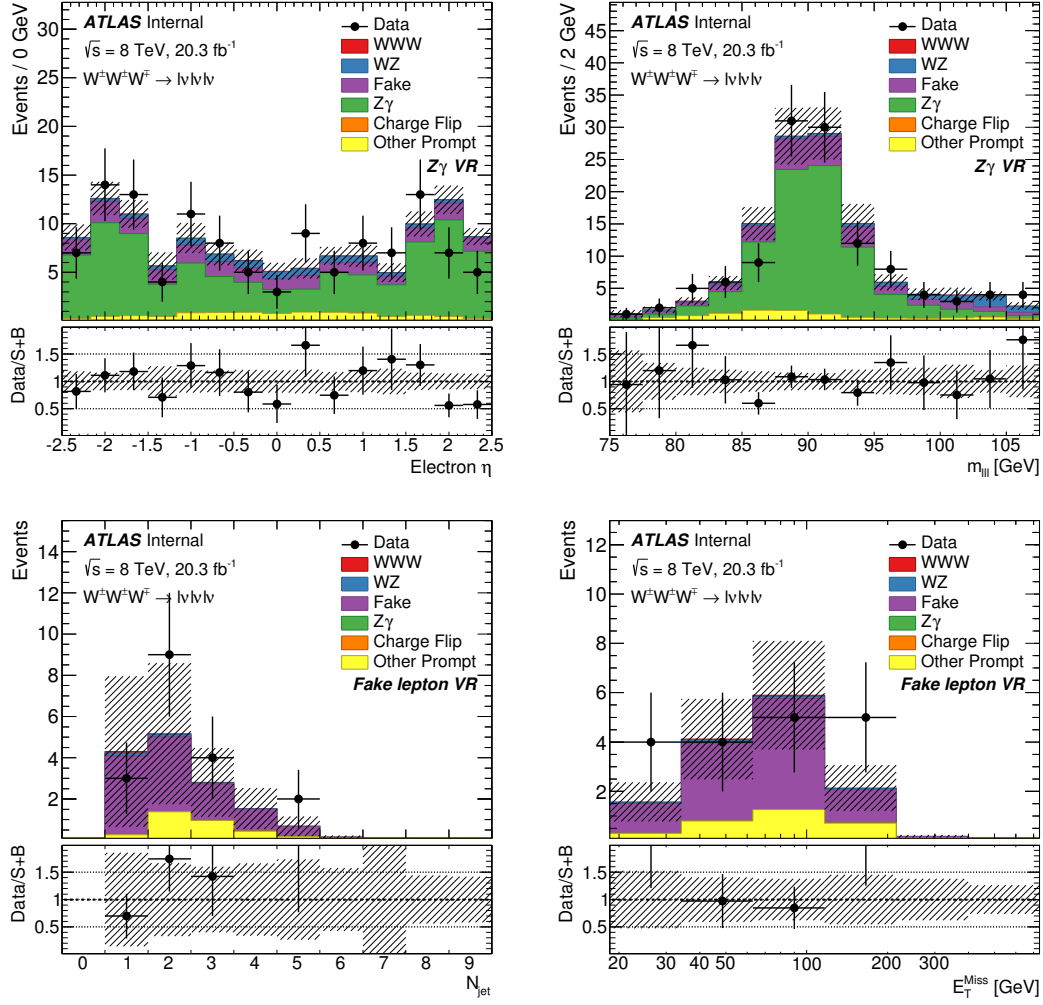 Events / 0 GeV
30
25
20
15
10
5
ATLAS Internal
√s = 8 TeV, 20.3 fb⁻¹
W±W±W∓ → lνlνlν
Data
WWW
WZ
Fake
Zγ
Charge Flip
Other Prompt
Zγ VR
Data/S+B
1.5
1
0.5
-2.5 -2 -1.5 -1 -0.5 0 0.5 1 1.5 2 2.5
Electron η
Events / 2 GeV
45
40
35
30
25
20
15
10
5
ATLAS Internal
√s = 8 TeV, 20.3 fb⁻¹
W±W±W∓ → lνlνlν
Data
WWW
WZ
Fake
Zγ
Charge Flip
Other Prompt
Zγ VR
Data/S+B
1.5
1
0.5
75 80 85 90 95 100 105
m_lll [GeV]
Events
14
12
10
8
6
4
2
ATLAS Internal
√s = 8 TeV, 20.3 fb⁻¹
W±W±W∓ → lνlνlν
Data
WWW
WZ
Fake
Zγ
Charge Flip
Other Prompt
Fake lepton VR
Data/S+B
1.5
1
0.5
0 1 2 3 4 5 6 7 8 9
N_jet
Events
12
10
8
6
4
2
ATLAS Internal
√s = 8 TeV, 20.3 fb⁻¹
W±W±W∓ → lνlνlν
Data
WWW
WZ
Fake
Zγ
Charge Flip
Other Prompt
Fake lepton VR
Data/S+B
1.5
1
0.5
20 30 40 50 100 200 300
E_T^Miss [GeV]